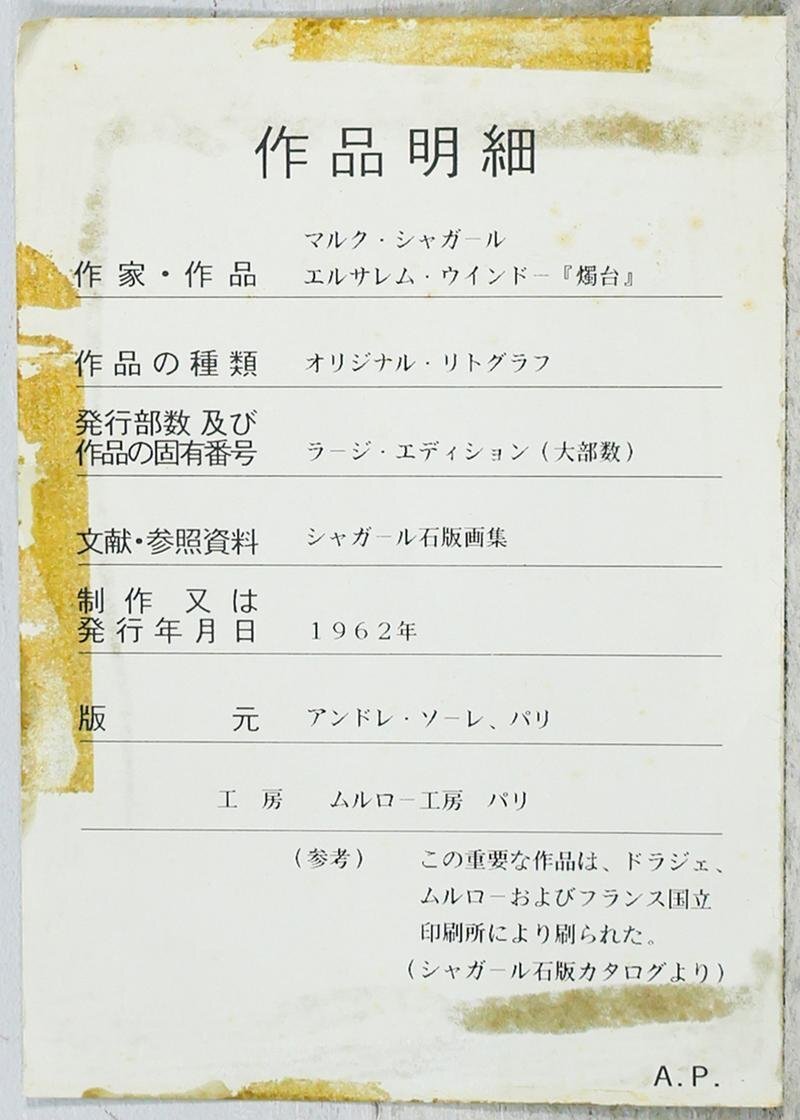 作品明細
マルク・シャガール
作家・作品 エルサレム・ウインドー『燭台』
作品の種類 オリジナル・リトグラフ
発行部数 及び
作品の固有番号 ラージ・エディション(大部数)
文献・参照資料 シャガール石版画集
制作又は
発行年月日 1962年
版元 アンドレ・ソーレ、パリ
工房 ムルロー工房 パリ
(参考) この重要な作品は、ドラジェ、
ムルローおよびフランス国立
印刷所により刷られた。
(シャガール石版カタログより)
A.P.